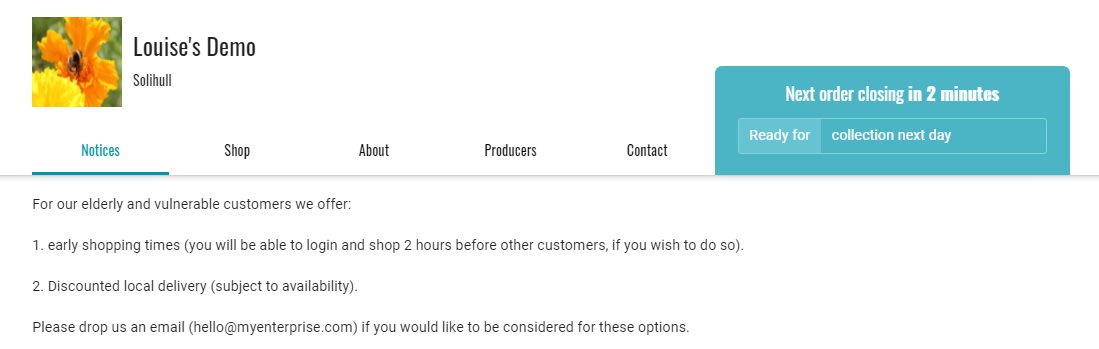 Louise's Demo
Solihull
Next order closing in 2 minutes
Ready for collection next day
Notices Shop About Producers Contact
For our elderly and vulnerable customers we offer:
1. early shopping times (you will be able to login and shop 2 hours before other customers, if you wish to do so).
2. Discounted local delivery (subject to availability).
Please drop us an email (hello@myenterprise.com) if you would like to be considered for these options.